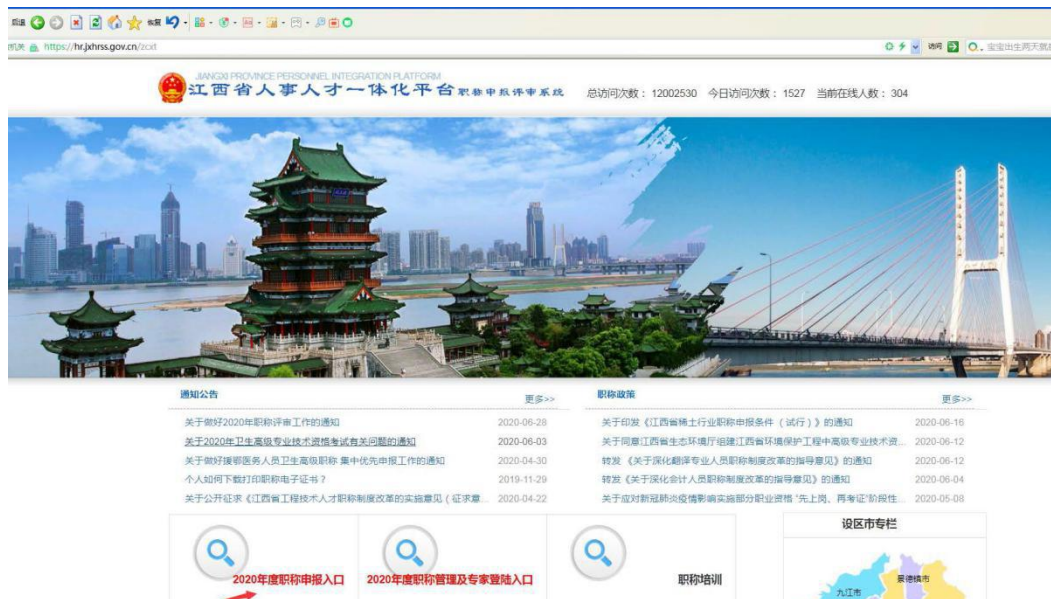 后退
恢复
https://hr.jxhrss.gov.cn/zcxt
访问
宝宝出生两天就
JIANGXI PROVINCE PERSONNEL INTEGRATION PLATFORM
江西省人事人才一体化平台 职称申报评审系统
总访问次数：12002530 今日访问次数：1527 当前在线人数：304
通知公告
更多>>
关于做好2020年职称评审工作的通知 2020-06-28
关于2020年卫生高级专业技术资格考试有关问题的通知 2020-06-03
关于做好援鄂医务人员卫生高级职称 集中优先申报工作的通知 2020-04-30
个人如何下载打印职称电子证书？ 2019-11-29
关于公开征求《江西省工程技术人才职称制度改革的实施意见（征求意... 2020-04-22
职称政策
更多>>
关于印发《江西省稀土行业职称申报条件（试行）》的通知 2020-06-16
关于同意江西省生态环境厅组建江西省环境保护工程中高级专业技术资... 2020-06-12
转发《关于深化翻译专业人员职称制度改革的指导意见》的通知 2020-06-12
转发《关于深化会计人员职称制度改革的指导意见》的通知 2020-06-04
关于应对新冠肺炎疫情影响实施部分职业资格“先上岗、再考证”阶段性... 2020-05-08
2020年度职称申报入口
2020年度职称管理及专家登陆入口
职称培训
设区市专栏
景德镇市
九江市